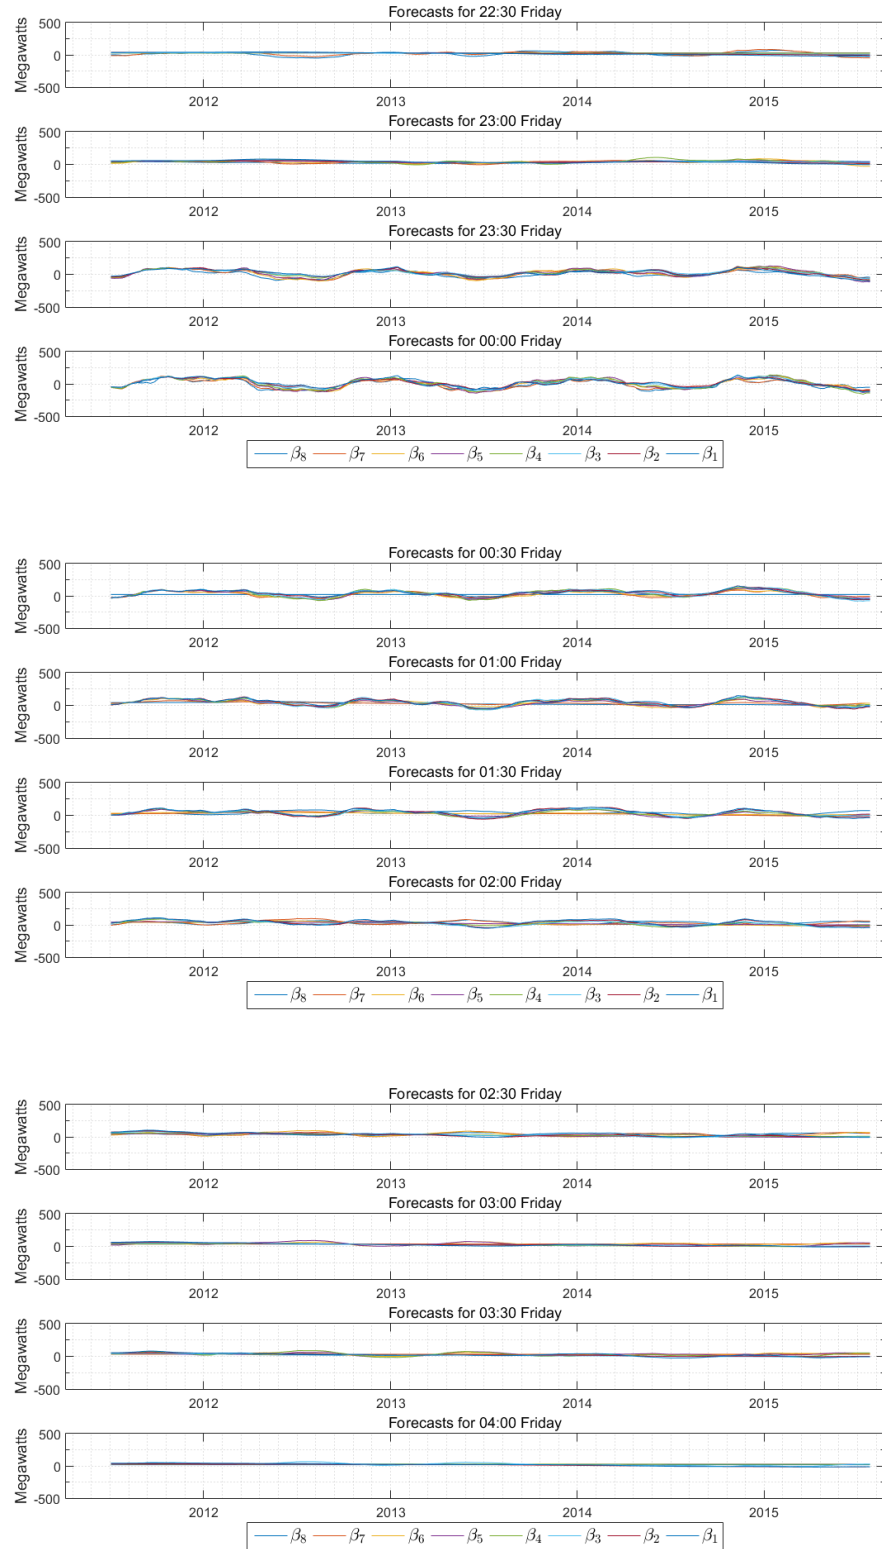 Forecasts for 22:30 Friday
500
0
-500
Megawatts
2012 2013 2014 2015
Forecasts for 23:00 Friday
500
0
-500
Megawatts
2012 2013 2014 2015
Forecasts for 23:30 Friday
500
0
-500
Megawatts
2012 2013 2014 2015
Forecasts for 00:00 Friday
500
0
-500
Megawatts
2012 2013 2014 2015
β8 β7 β6 β5 β4 β3 β2 β1
Forecasts for 00:30 Friday
500
0
-500
Megawatts
2012 2013 2014 2015
Forecasts for 01:00 Friday
500
0
-500
Megawatts
2012 2013 2014 2015
Forecasts for 01:30 Friday
500
0
-500
Megawatts
2012 2013 2014 2015
Forecasts for 02:00 Friday
500
0
-500
Megawatts
2012 2013 2014 2015
β8 β7 β6 β5 β4 β3 β2 β1
Forecasts for 02:30 Friday
500
0
-500
Megawatts
2012 2013 2014 2015
Forecasts for 03:00 Friday
500
0
-500
Megawatts
2012 2013 2014 2015
Forecasts for 03:30 Friday
500
0
-500
Megawatts
2012 2013 2014 2015
Forecasts for 04:00 Friday
500
0
-500
Megawatts
2012 2013 2014 2015
β8 β7 β6 β5 β4 β3 β2 β1